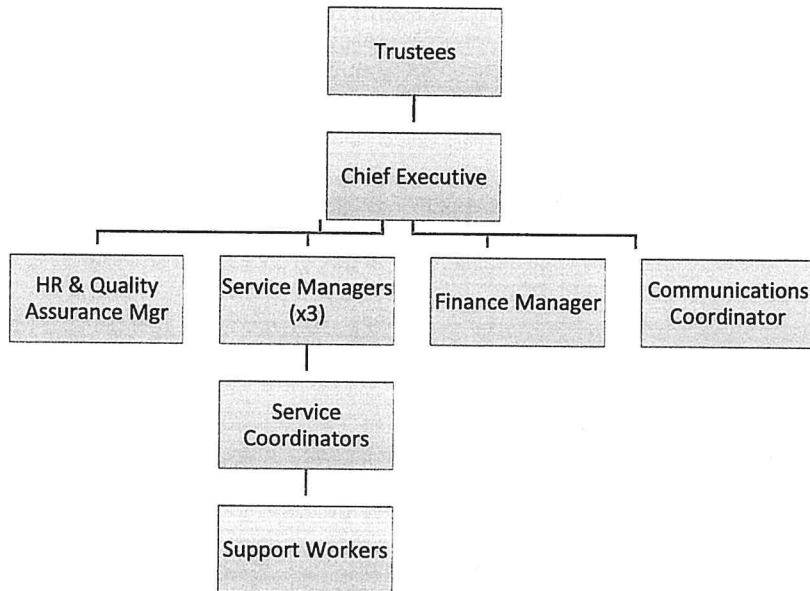 Trustees
Chief Executive
HR & Quality
Assurance Mgr
Service Managers
(x3)
Finance Manager
Communications
Coordinator
Service
Coordinators
Support Workers